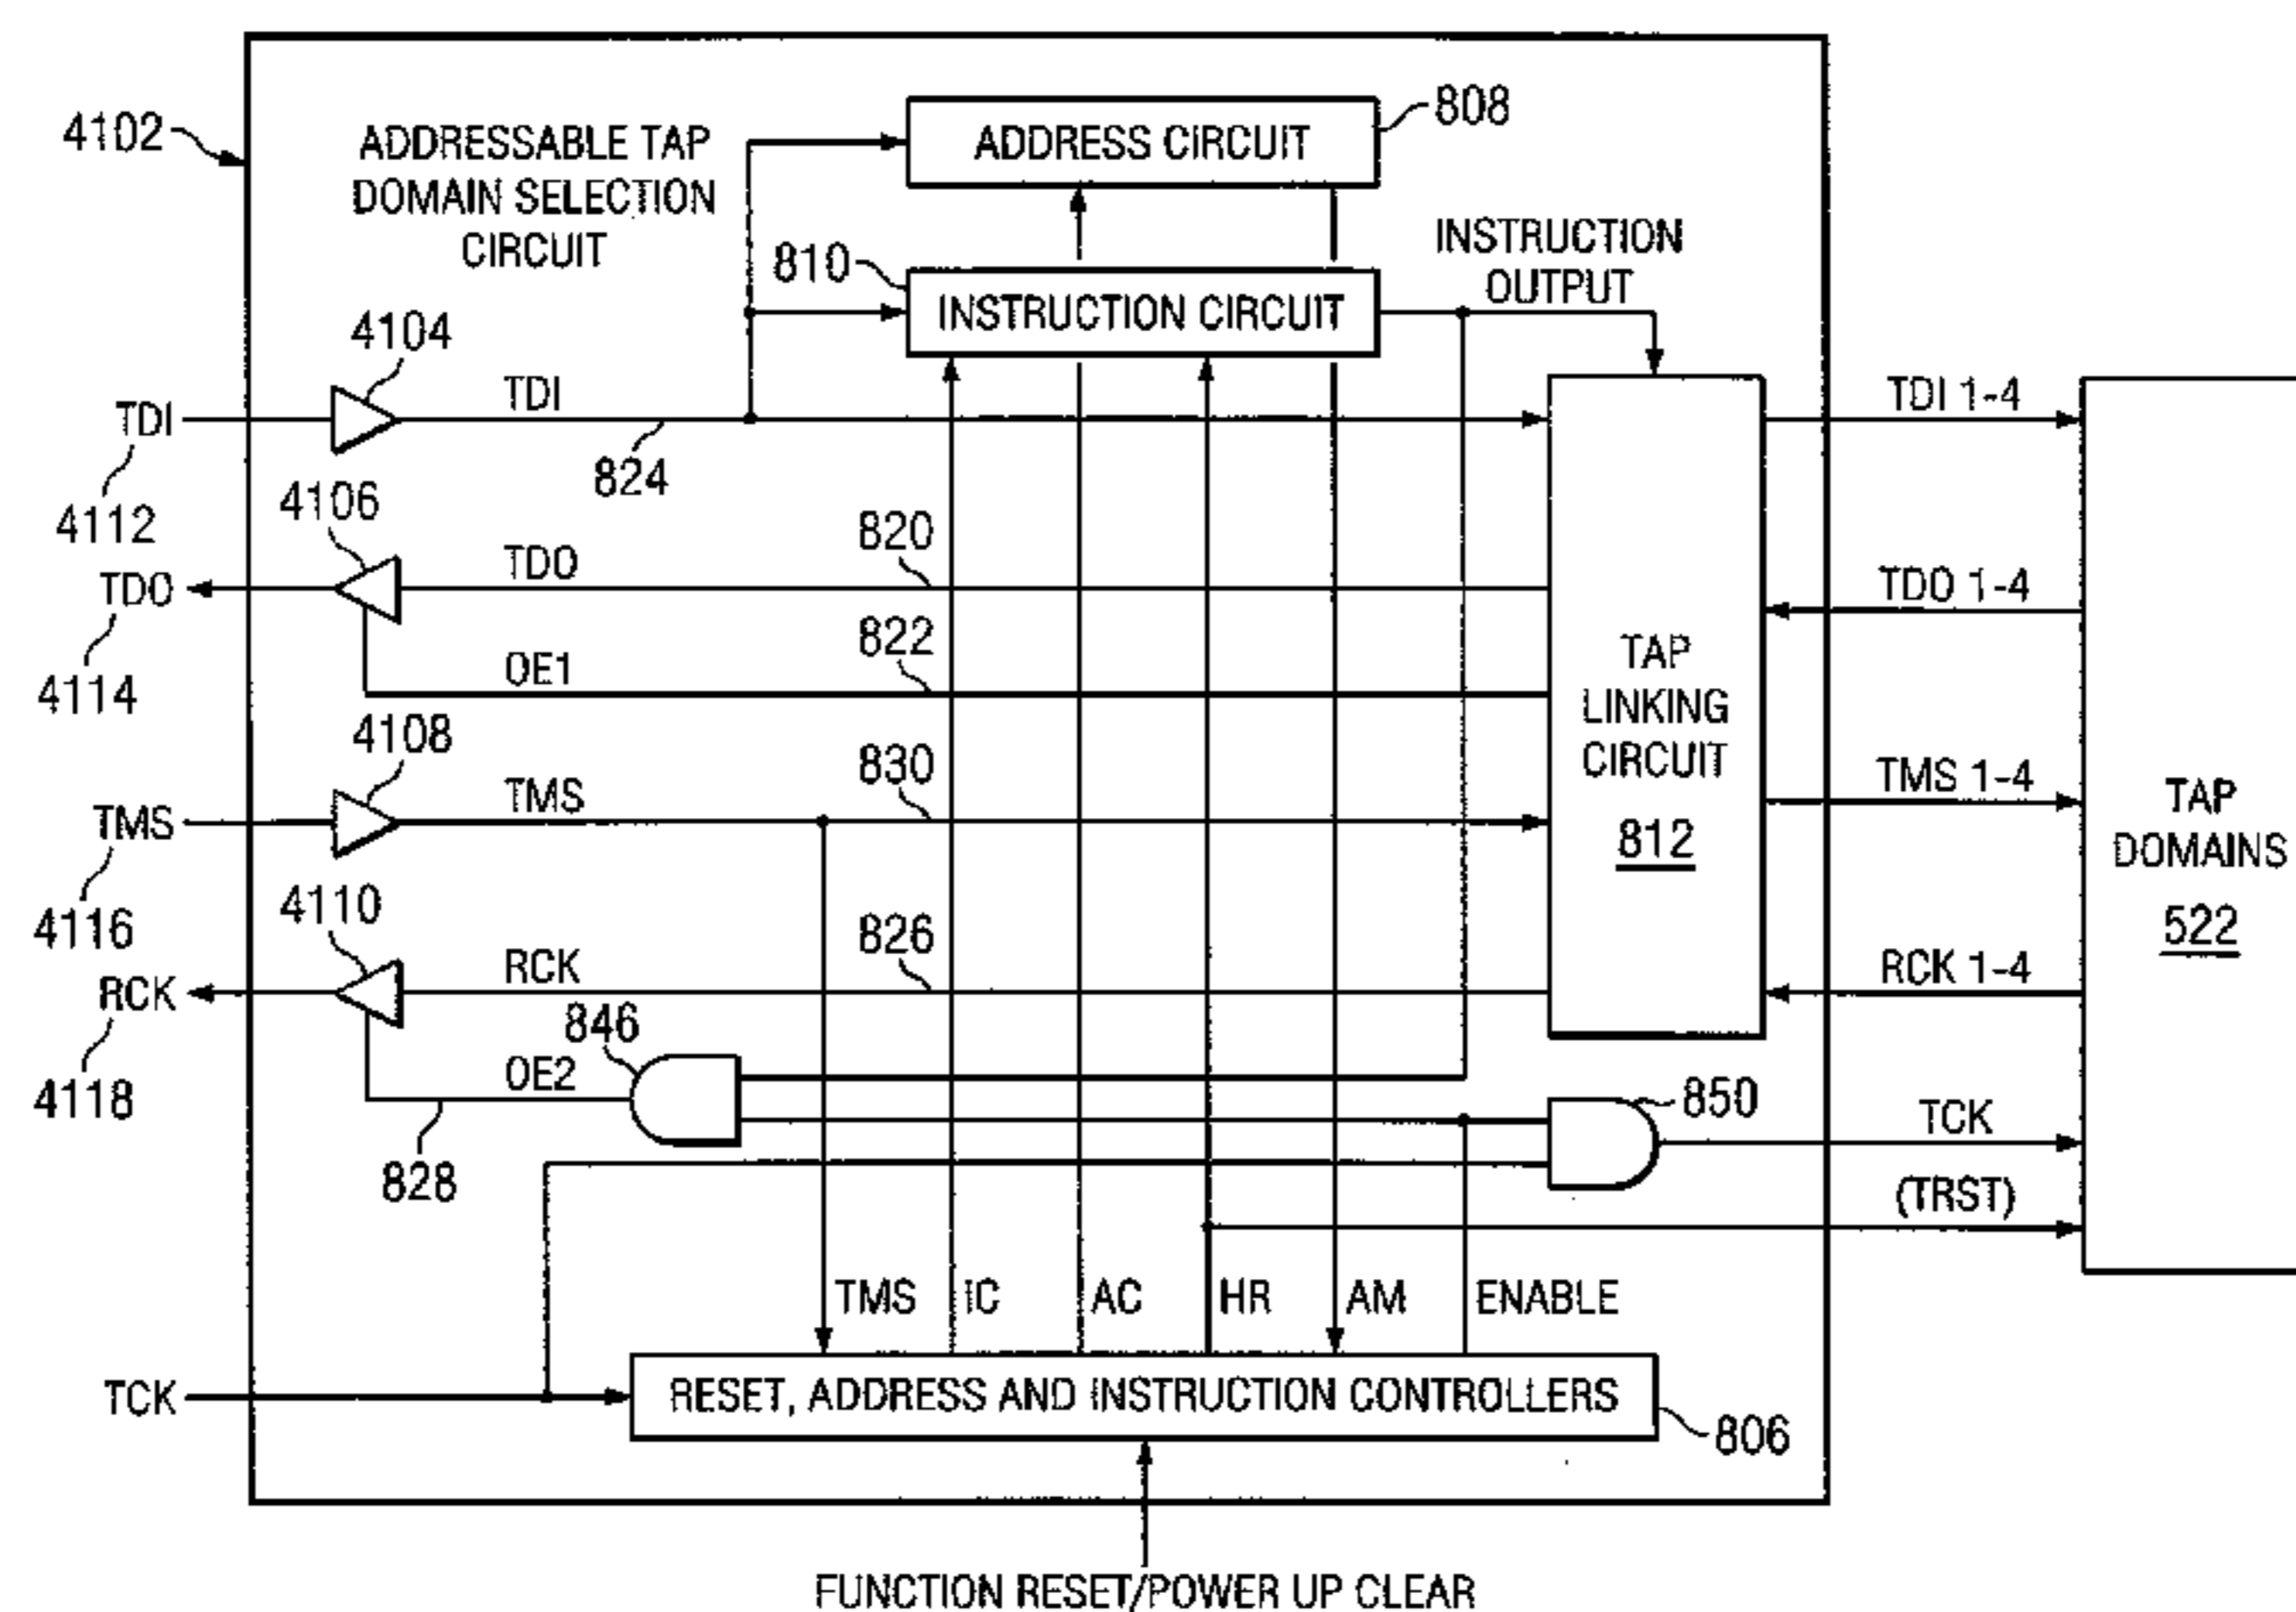 4102
ADDRESSABLE TAP
DOMAIN SELECTION
CIRCUIT
ADDRESS CIRCUIT
808
810
INSTRUCTION CIRCUIT
INSTRUCTION
OUTPUT
4104
TDI
TDI
824
4112
TDI 1-4
4106
TDO
TDO
820
4114
TDO 1-4
OE1
822
TAP
LINKING
CIRCUIT
812
4108
TMS
TMS
830
4116
TMS 1-4
TAP
DOMAINS
522
4110
RCK
RCK
826
4118
RCK 1-4
846
OE2
828
850
TCK
(TRST)
TMS
IC
AC
HR
AM
ENABLE
TCK
RESET, ADDRESS AND INSTRUCTION CONTROLLERS
806
FUNCTION RESET/POWER UP CLEAR